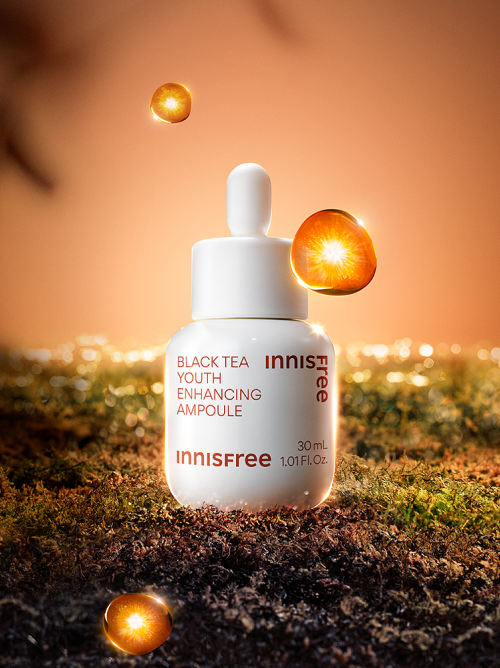 BLACK TEA
YOUTH
ENHANCING
AMPOULE
INNISFree
INNISFree
30 mL
1.01 Fl. Oz.